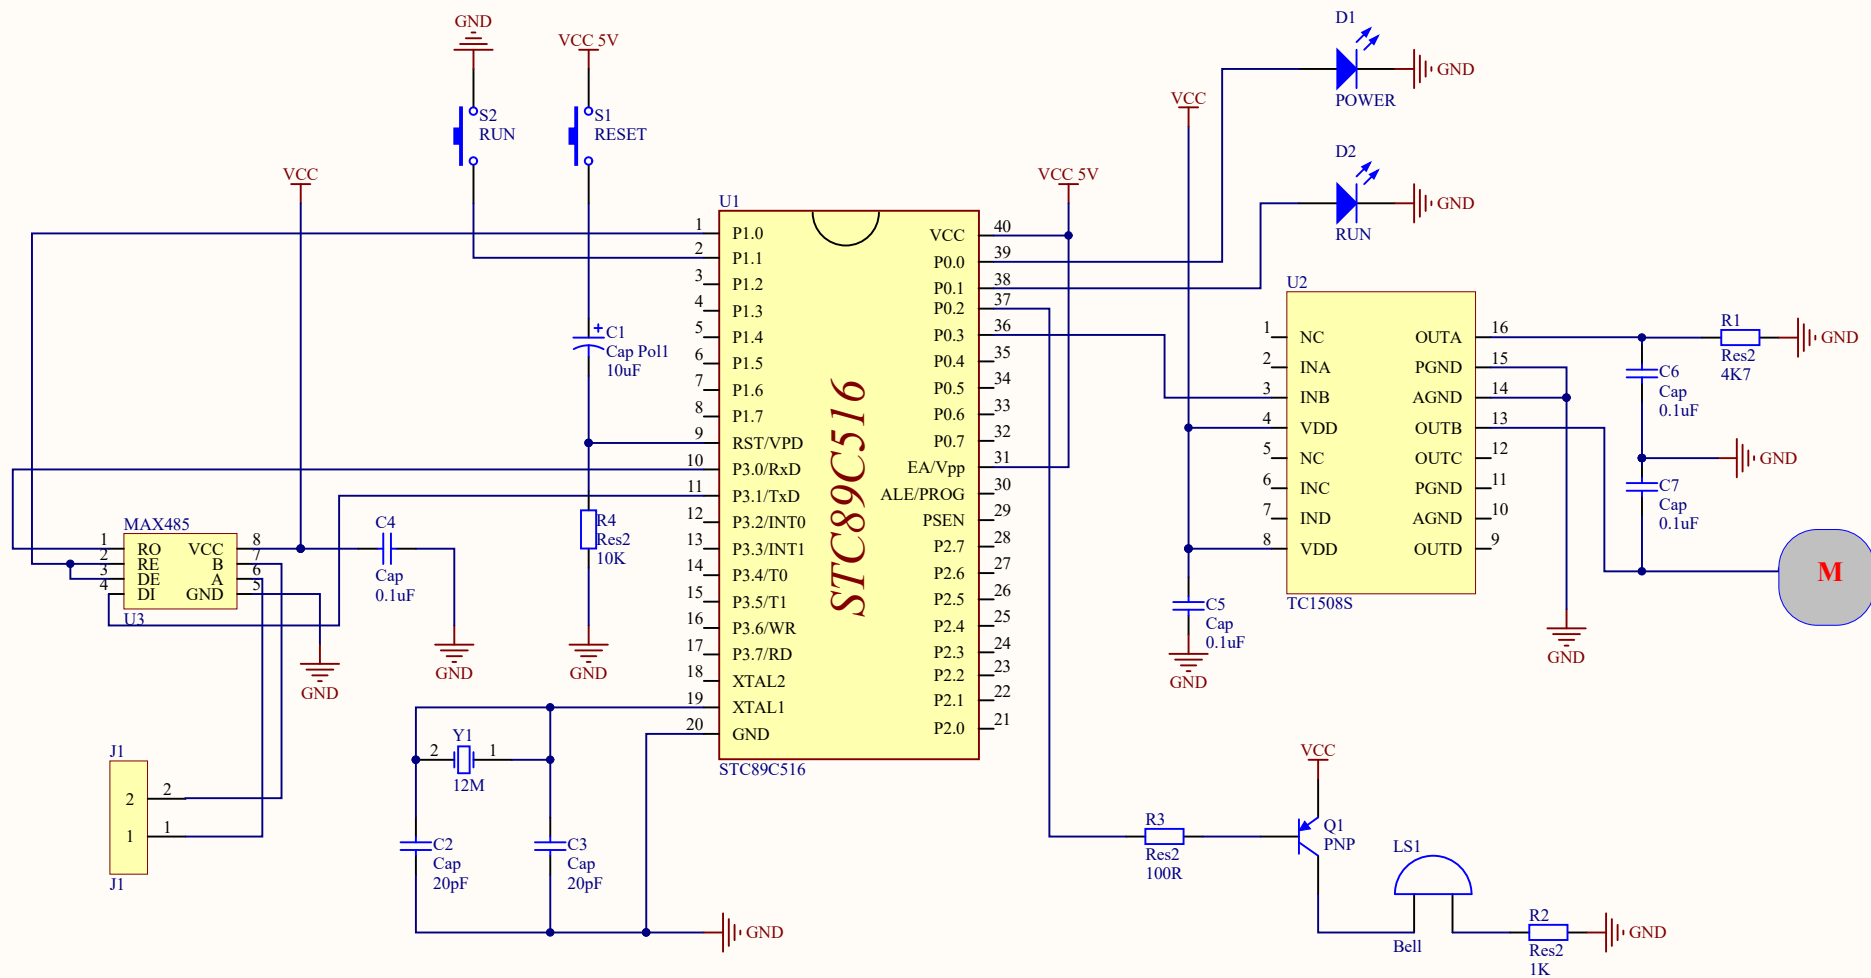 GND
VCC 5V
S2
RUN
S1
RESET
VCC
C1
Cap Pol1
10uF
R4
Res2
10K
GND
MAX485
1 RO VCC 8
2 RE B 7
3 DE A 6
4 DI GND 5
U3
C4
Cap
0.1uF
GND
GND
J1
2 2
1 1
J1
Y1
2 1
12M
C2
Cap
20pF
C3
Cap
20pF
GND
U1
1 P1.0 VCC 40
2 P1.1 P0.0 39
3 P1.2 P0.1 38
4 P1.3 P0.2 37
5 P1.4 P0.3 36
6 P1.5 P0.4 35
7 P1.6 P0.5 34
8 P1.7 P0.6 33
9 RST/VPD P0.7 32
10 P3.0/RxD EA/Vpp 31
11 P3.1/TxD ALE/PROG 30
12 P3.2/INT0 PSEN 29
13 P3.3/INT1 P2.7 28
14 P3.4/T0 P2.6 27
15 P3.5/T1 P2.5 26
16 P3.6/WR P2.4 25
17 P3.7/RD P2.3 24
18 XTAL2 P2.2 23
19 XTAL1 P2.1 22
20 GND P2.0 21
STC89C516
STC89C516
VCC 5V
VCC
D1
POWER
GND
D2
RUN
GND
U2
1 NC OUTA 16
2 INA PGND 15
3 INB AGND 14
4 VDD OUTB 13
5 NC OUTC 12
6 INC PGND 11
7 IND AGND 10
8 VDD OUTD 9
TC1508S
C5
Cap
0.1uF
GND
R1
Res2
4K7
GND
C6
Cap
0.1uF
GND
C7
Cap
0.1uF
M
GND
VCC
R3
Res2
100R
Q1
PNP
LS1
Bell
R2
Res2
1K
GND